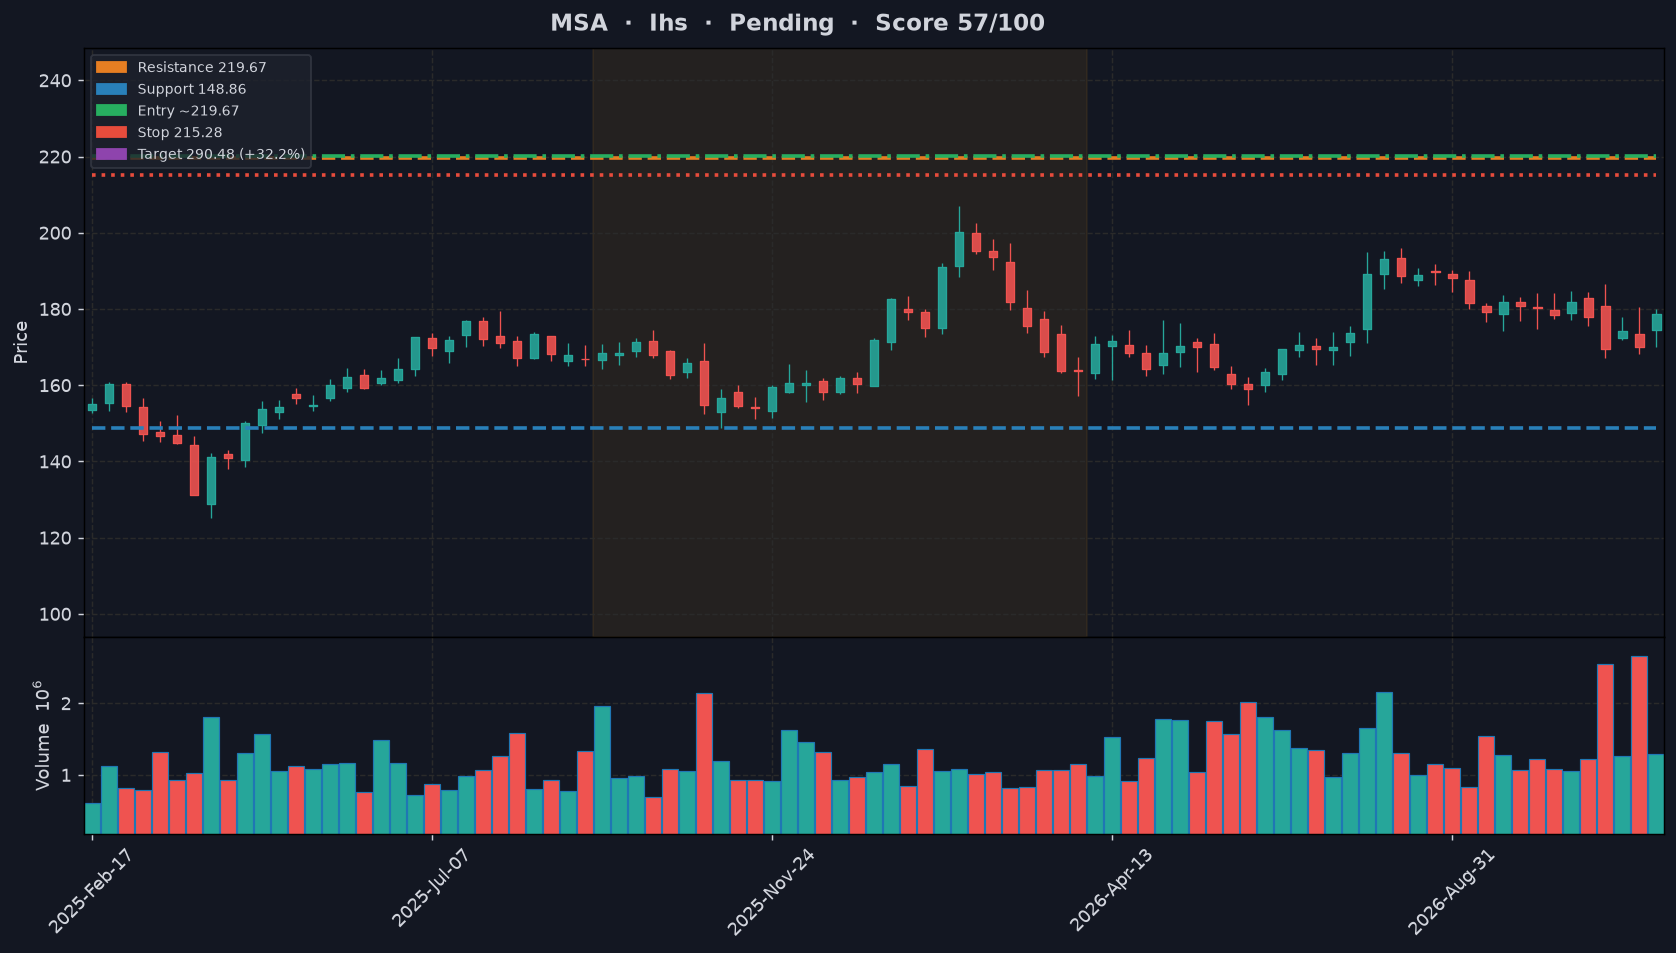 MSA · Ihs · Pending · Score 57/100
Resistance 219.67
Support 148.86
Entry ~219.67
Stop 215.28
Target 290.48 (+32.2%)
Price
240
220
200
180
160
140
120
100
Volume 10^6
2
1
2025-Feb-17
2025-Jul-07
2025-Nov-24
2026-Apr-13
2026-Aug-31